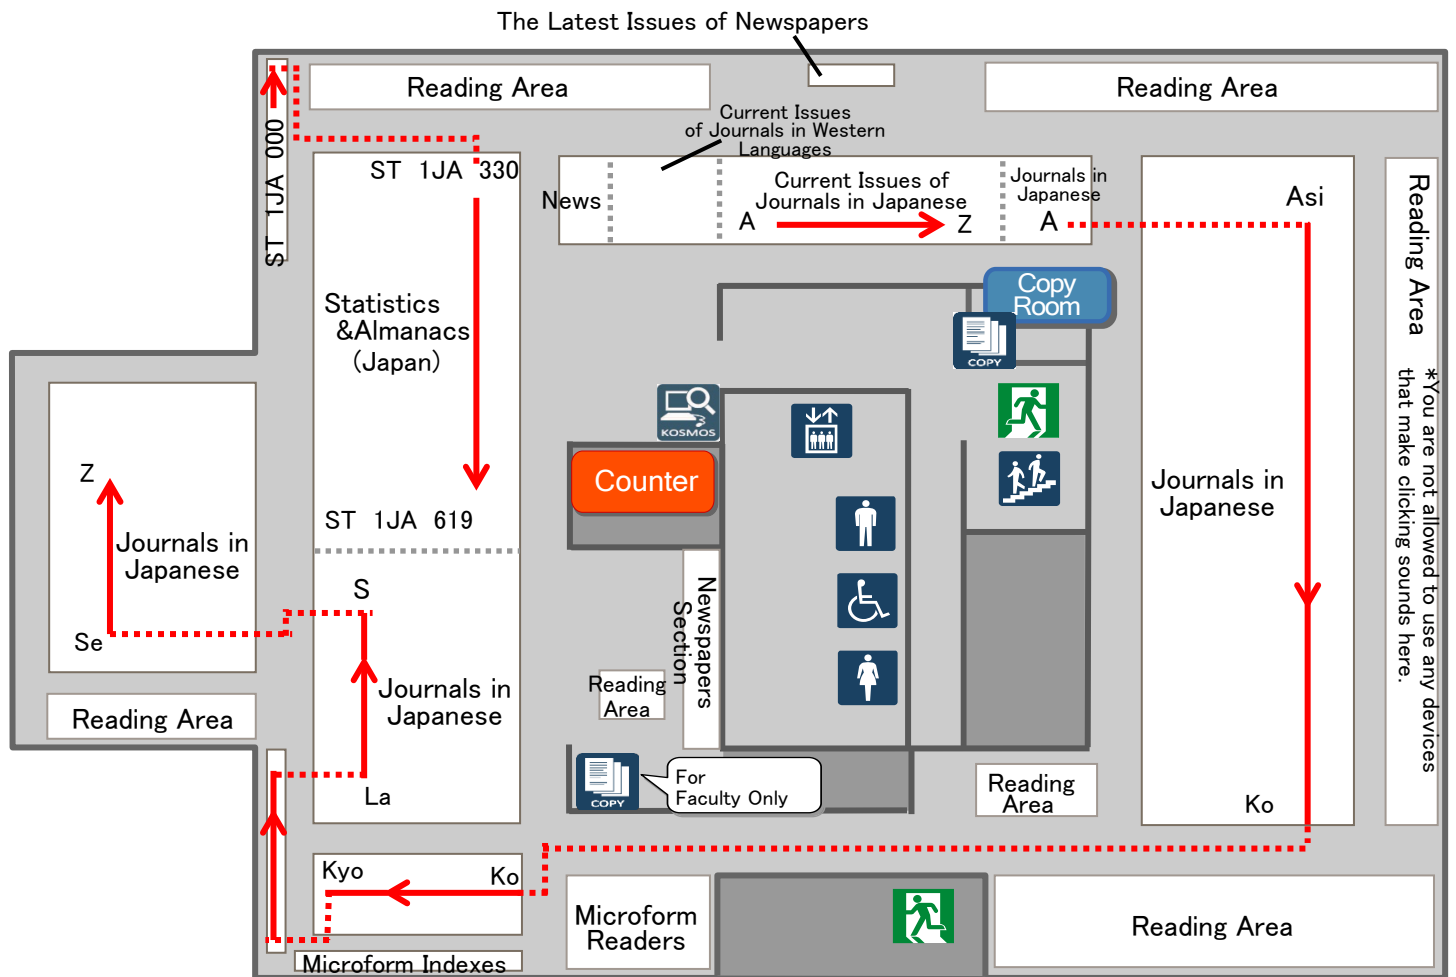 The Latest Issues of Newspapers
Reading Area
Reading Area
Current Issues
of Journals in Western
Languages
ST 1JA 000
ST 1JA 330
News
Current Issues of
Journals in Japanese
A
Z
Journals in
Japanese
A
Asi
Reading Area
*You are not allowed to use any devices
that make clicking sounds here.
Copy
Room
COPY
Statistics
&Almanacs
(Japan)
KOSMOS
Counter
Z
Journals in
Japanese
Se
ST 1JA 619
S
Journals in
Japanese
La
Journals in
Japanese
Ko
Newspapers
Section
Reading
Area
Reading Area
COPY
For
Faculty Only
Reading
Area
Kyo
Ko
Microform
Readers
Reading Area
Microform Indexes